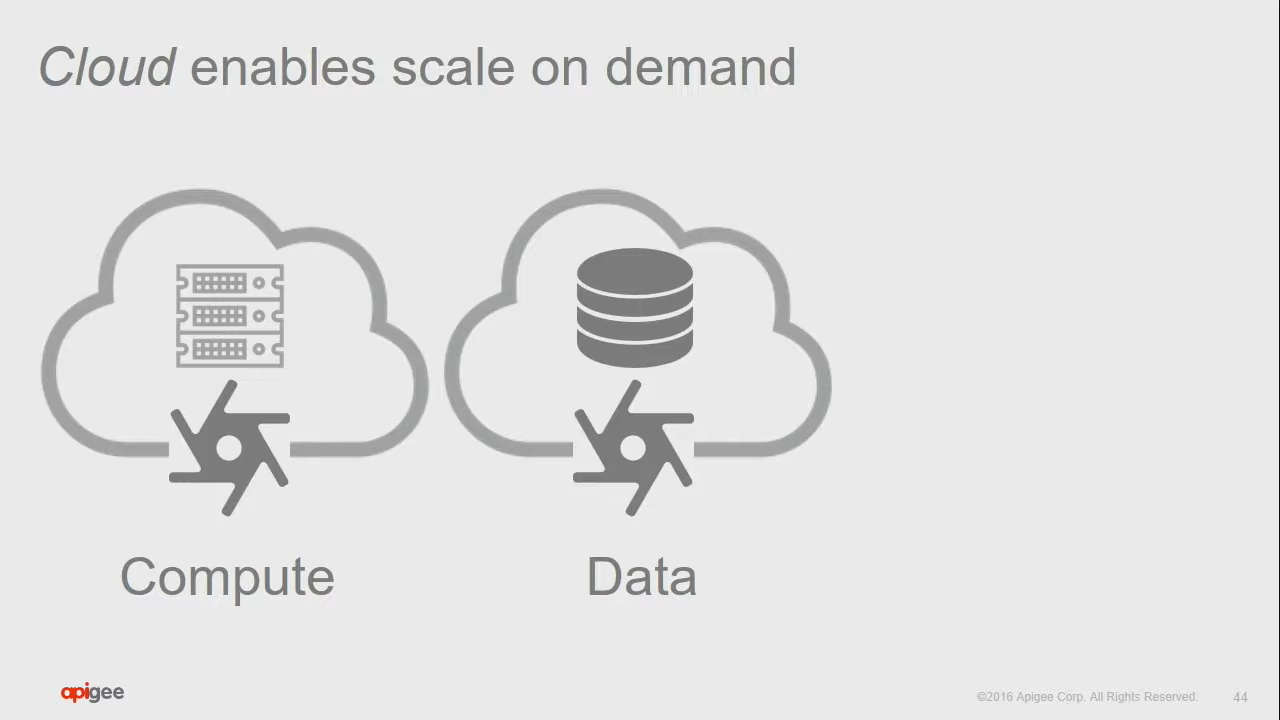 Cloud enables scale on demand
Compute
Data
apigee
©2016 Apigee Corp. All Rights Reserved.
44